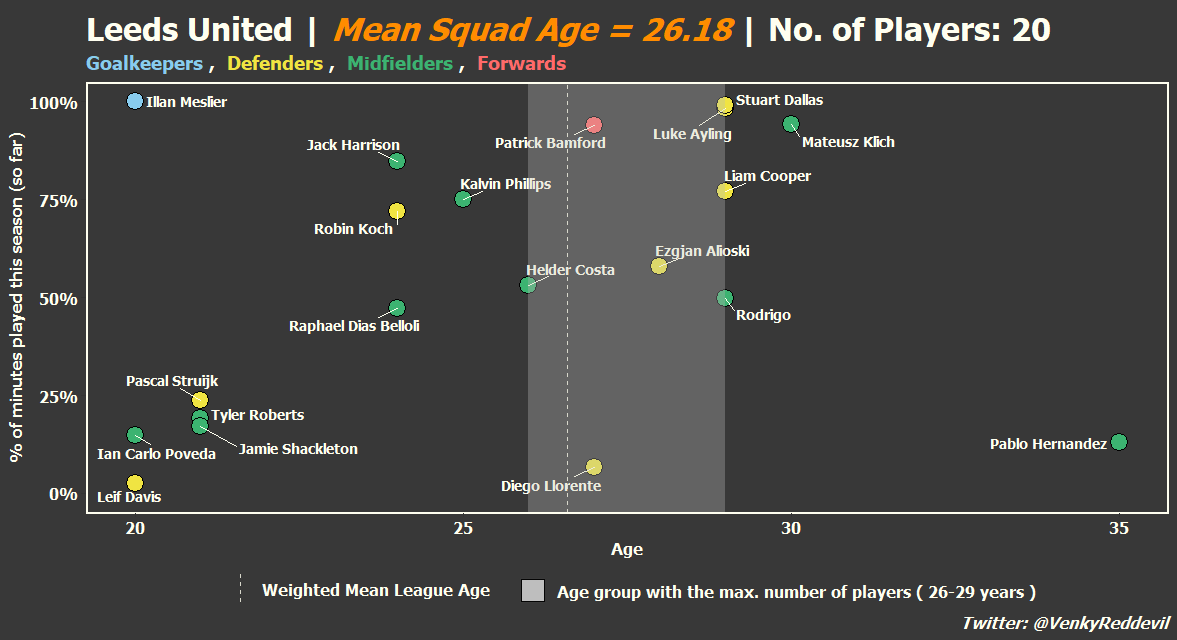 Leeds United | Mean Squad Age = 26.18 | No. of Players: 20
Goalkeepers , Defenders , Midfielders , Forwards
% of minutes played this season (so far)
100%
75%
50%
25%
0%
Illan Meslier
Stuart Dallas
Luke Ayling
Patrick Bamford
Mateusz Klich
Jack Harrison
Liam Cooper
Kalvin Phillips
Robin Koch
Ezgjan Alioski
Helder Costa
Rodrigo
Raphael Dias Belloli
Pascal Struijk
Tyler Roberts
Jamie Shackleton
Ian Carlo Poveda
Pablo Hernandez
Diego Llorente
Leif Davis
20 25 30 35
Age
Weighted Mean League Age
Age group with the max. number of players ( 26-29 years )
Twitter: @VenkyReddevil